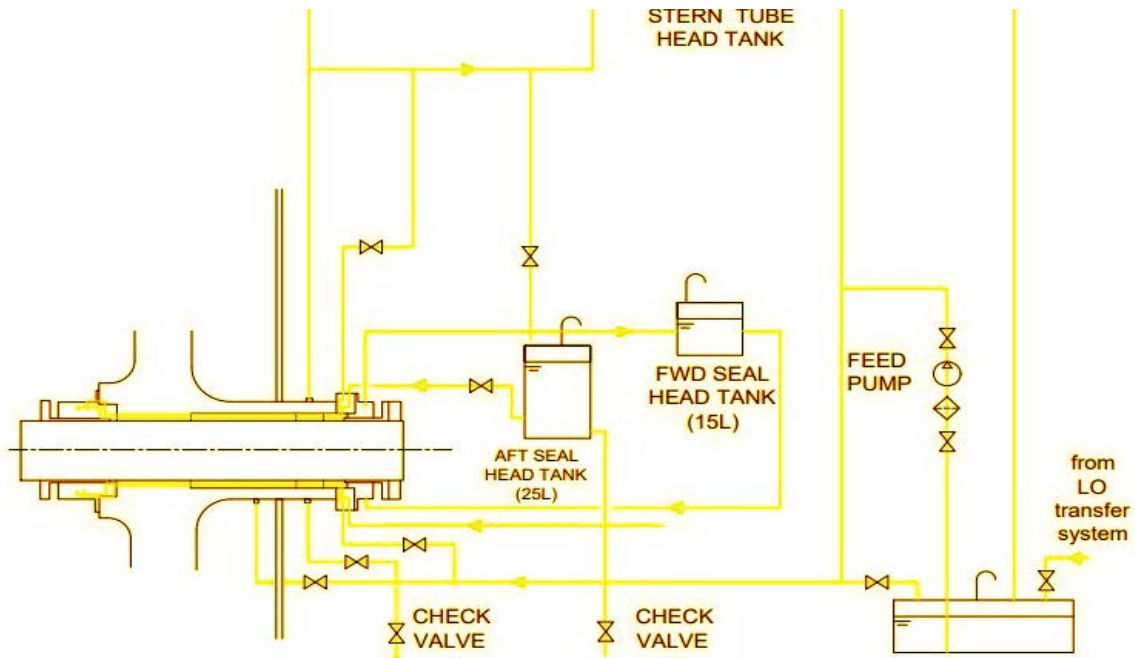 STERN TUBE
HEAD TANK
FWD SEAL
HEAD TANK
(15L)
FEED
PUMP
AFT SEAL
HEAD TANK
(25L)
from
LO
transfer
system
CHECK
VALVE
CHECK
VALVE